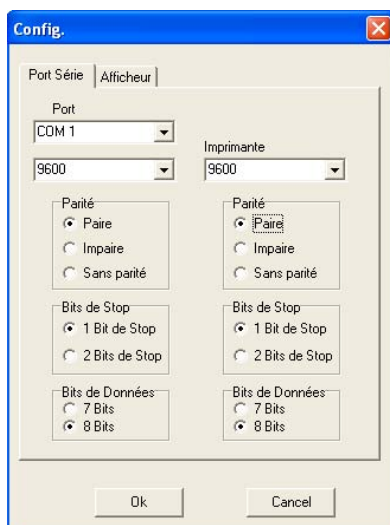 Config.
Port Série Afficheur
Port
COM 1
Imprimante
9600 9600
Parité Parité
Paire Paire
Impaire Impaire
Sans parité Sans parité
Bits de Stop Bits de Stop
1 Bit de Stop 1 Bit de Stop
2 Bits de Stop 2 Bits de Stop
Bits de Données Bits de Données
7 Bits 7 Bits
8 Bits 8 Bits
Ok Cancel